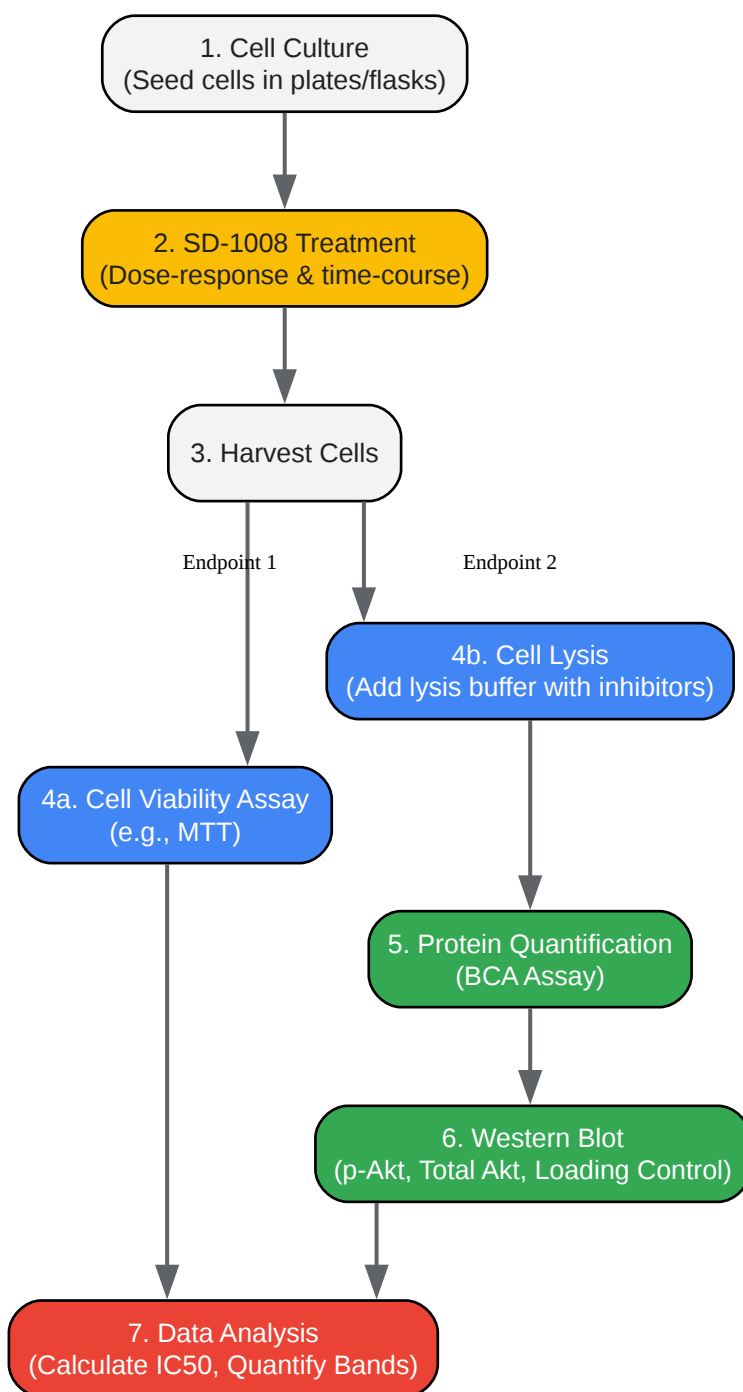 1. Cell Culture
(Seed cells in plates/flasks)
2. SD-1008 Treatment
(Dose-response & time-course)
3. Harvest Cells
Endpoint 1
Endpoint 2
4b. Cell Lysis
(Add lysis buffer with inhibitors)
4a. Cell Viability Assay
(e.g., MTT)
5. Protein Quantification
(BCA Assay)
6. Western Blot
(p-Akt, Total Akt, Loading Control)
7. Data Analysis
(Calculate IC50, Quantify Bands)